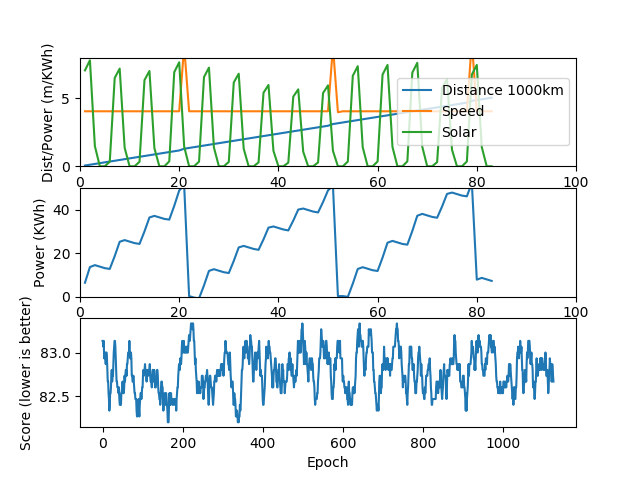 Dist/Power (m/KWh)
5
0
Distance 1000km
Speed
Solar
0 20 40 60 80 100
Power (KWh)
40
20
0
0 20 40 60 80 100
Score (lower is better)
83.0
82.5
0 200 400 600 800 1000
Epoch